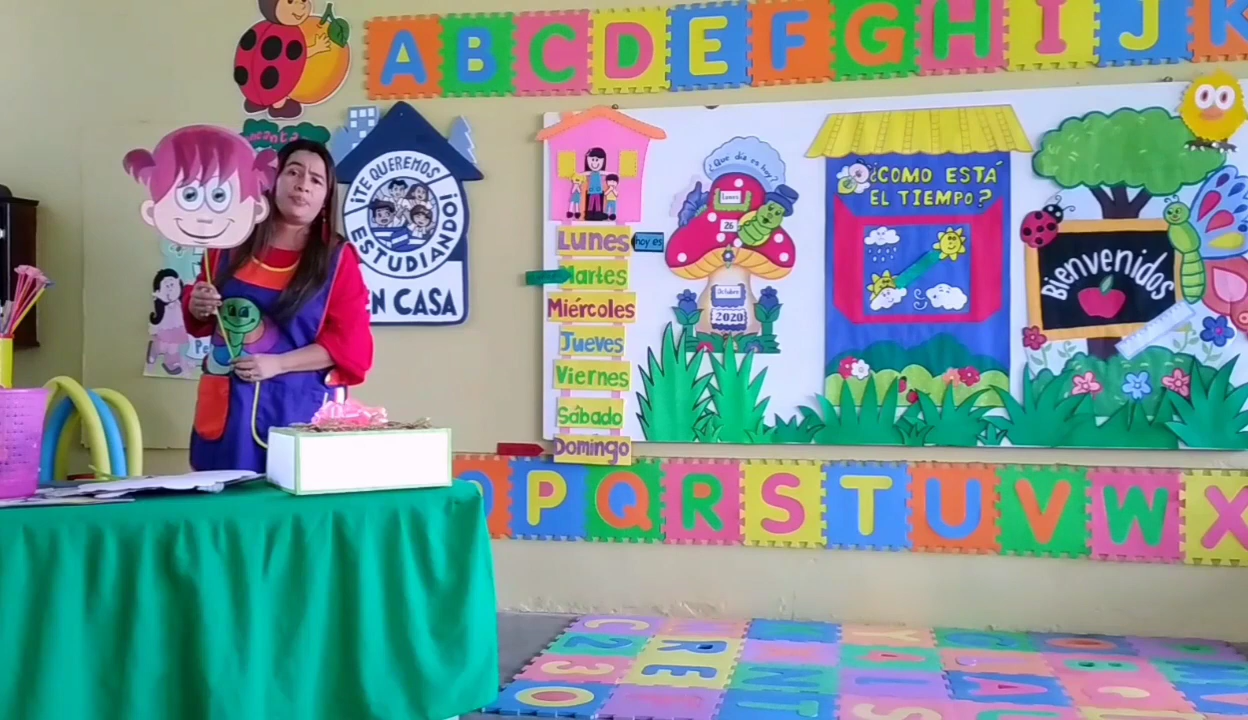 A B C D E F G H I J K
¡TE QUEREMOS
ESTUDIANDO!
EN CASA
Lunes
hoy es
Martes
Miércoles
Jueves
Viernes
Sábado
Domingo
¿Que día es hoy?
Lunes
26
Octubre
2020
¿COMO ESTÁ
EL TIEMPO?
Bienvenidos
P Q R S T U V W X